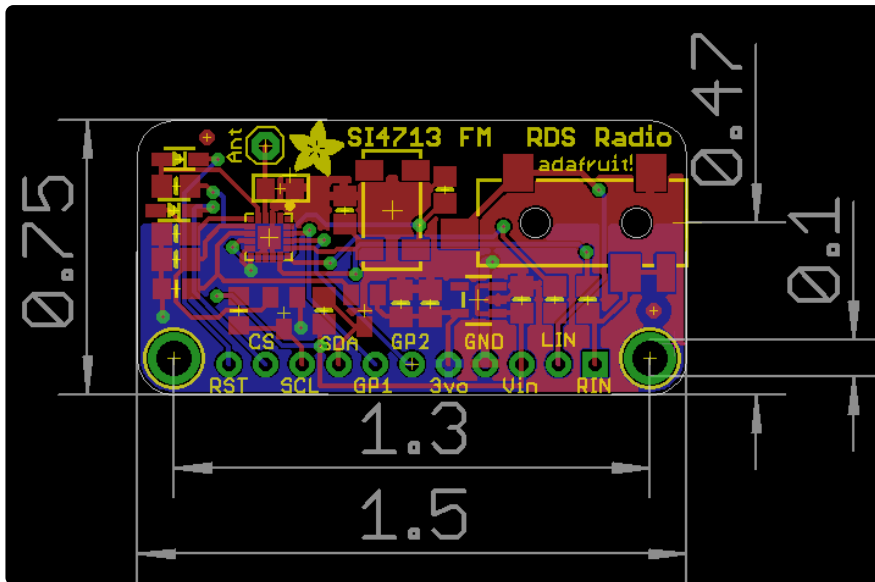 Ant
SI4713 FM RDS Radio
adafruit!
0.47
0.75
0.1
CS SDA GP2 GND LIN
RST SCL GP1 3vo Vin RIN
1.3
1.5